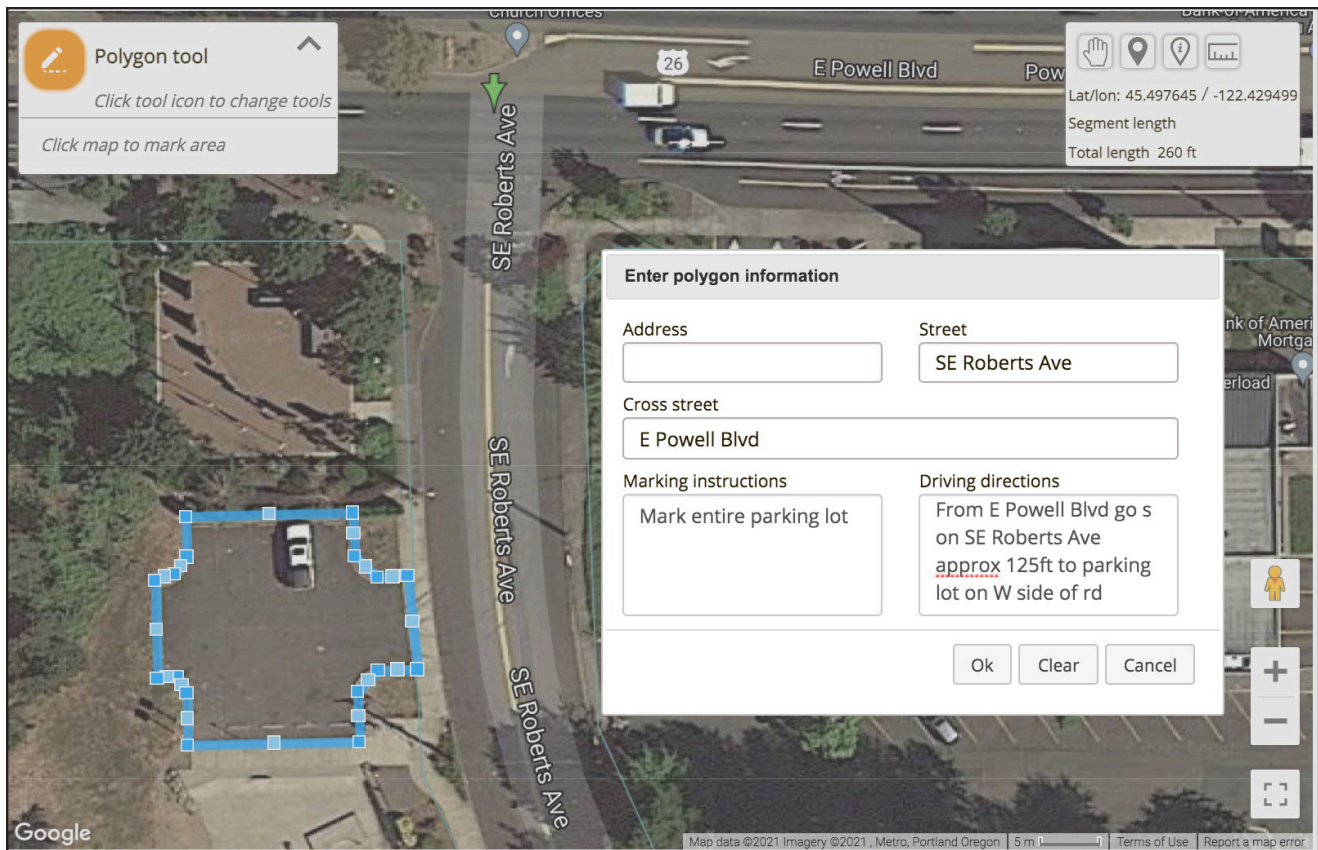 Church Offices
Bank of America
Polygon tool
Click tool icon to change tools
Click map to mark area
26
E Powell Blvd
Pow
Lat/lon: 45.497645 / -122.429499
Segment length
Total length 260 ft
SE Roberts Ave
Enter polygon information
Address
Street
SE Roberts Ave
Cross street
E Powell Blvd
Marking instructions
Driving directions
Mark entire parking lot
From E Powell Blvd go s
on SE Roberts Ave
approx 125ft to parking
lot on W side of rd
Ok
Clear
Cancel
nk of Ameri
Mortga
erload
SE Roberts Ave
SE Roberts Ave
Google
Map data ©2021 Imagery ©2021 , Metro, Portland Oregon
5 m
Terms of Use
Report a map error